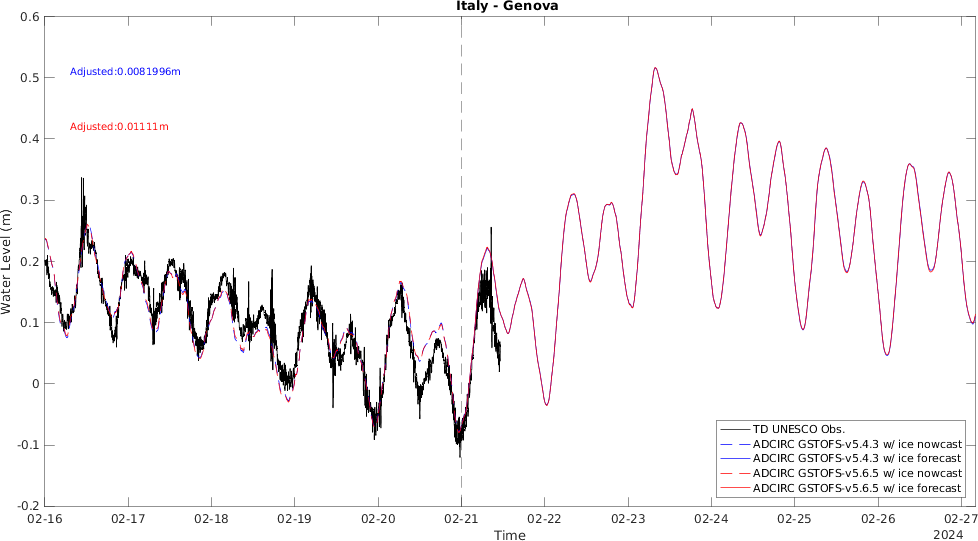 Italy - Genova
0.6
0.5
0.4
0.3
0.2
0.1
0
-0.1
-0.2
Water Level (m)
Adjusted:0.0081996m
Adjusted:0.01111m
TD UNESCO Obs.
ADCIRC GSTOFS-v5.4.3 w/ ice nowcast
ADCIRC GSTOFS-v5.4.3 w/ ice forecast
ADCIRC GSTOFS-v5.6.5 w/ ice nowcast
ADCIRC GSTOFS-v5.6.5 w/ ice forecast
02-16 02-17 02-18 02-19 02-20 02-21 02-22 02-23 02-24 02-25 02-26 02-27
Time
2024